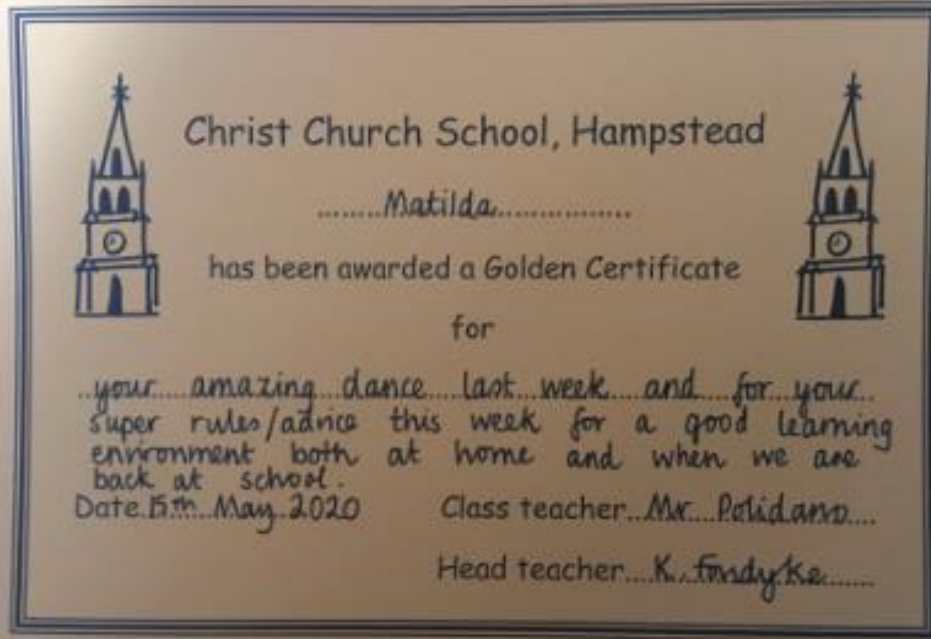 Christ Church School, Hampstead
........Matilda................
has been awarded a Golden Certificate
for
your amazing dance last week and for your
super rules/advice this week for a good learning
environment both at home and when we are
back at school.
Date 15th May 2020 Class teacher Mr Polidano
Head teacher K. Fondyke